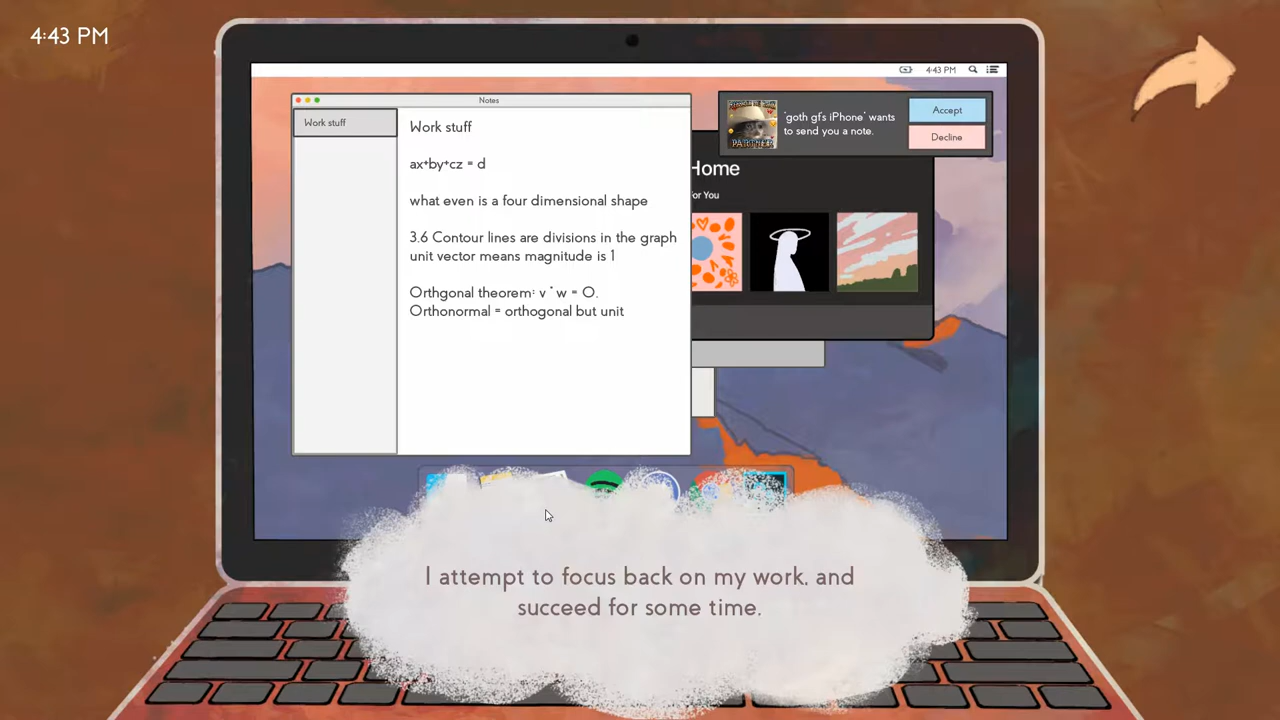 4:43 PM
4:43 PM
Notes
Work stuff
Work stuff
ax+by+cz = d
what even is a four dimensional shape
3.6 Contour lines are divisions in the graph
unit vector means magnitude is 1
Orthgonal theorem: v * w = 0.
Orthonormal = orthogonal but unit
'goth gfs iPhone' wants
to send you a note.
Accept
Decline
PARTNER
Home
For You
I attempt to focus back on my work, and
succeed for some time.